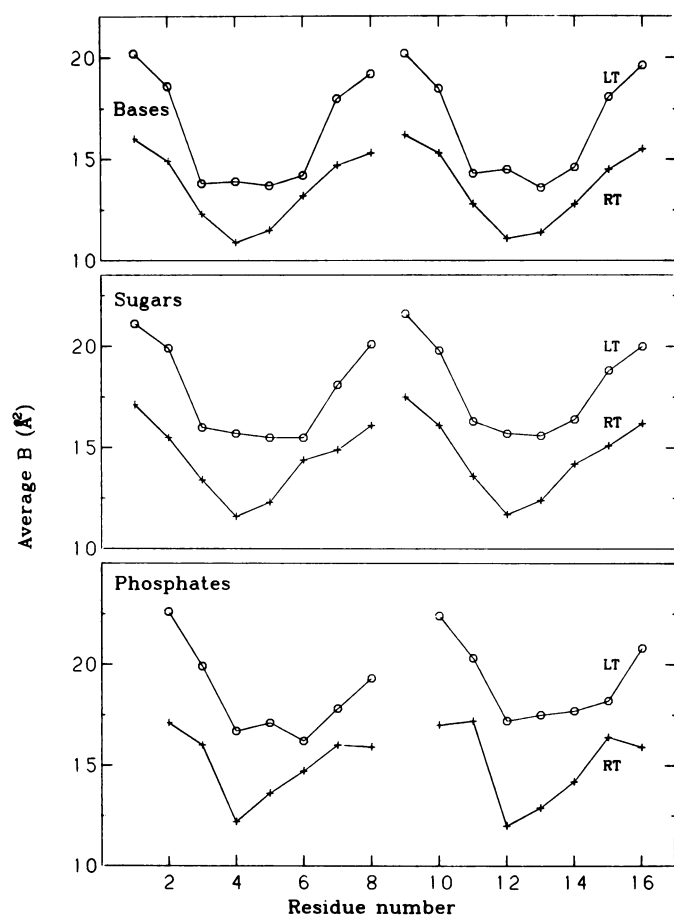 20
15
10
Bases
LT
RT
Sugars
20
15
10
LT
RT
Average B (Å²)
Phosphates
20
15
10
LT
RT
2 4 6 8 10 12 14 16
Residue number